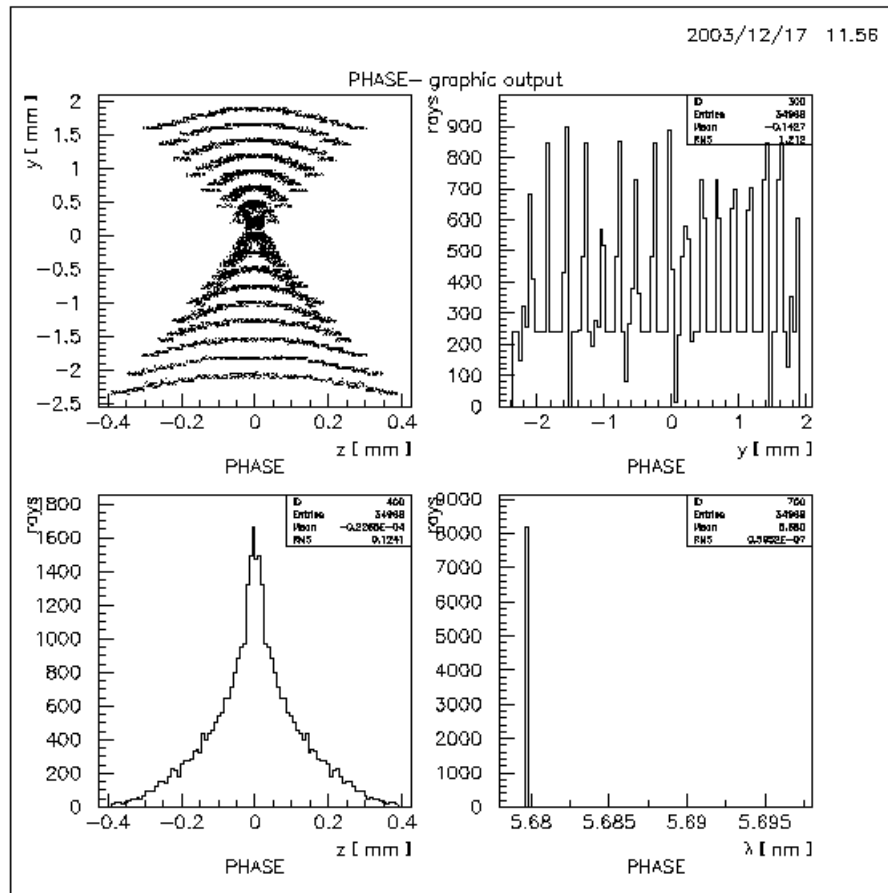 2003/12/17 11.56
PHASE– graphic output
y [ mm ]
2
1.5
1
0.5
0
−0.5
−1
−1.5
−2
−2.5
−0.4 −0.2 0 0.2 0.4
z [ mm ]
PHASE
rays
900
800
700
600
500
400
300
200
100
0
ID 300
Entries 34968
Mean −0.1427
RMS 1.212
−2 −1 0 1 2
y [ mm ]
PHASE
rays
1600
1400
1200
1000
800
600
400
200
0
ID 400
Entries 34968
Mean
RMS 0.1241
−0.4 −0.2 0 0.2 0.4
z [ mm ]
PHASE
rays
9000
8000
7000
6000
5000
4000
3000
2000
1000
0
ID 700
Entries 34968
Mean 5.680
RMS
5.68 5.685 5.69 5.695
λ [ nm ]
PHASE